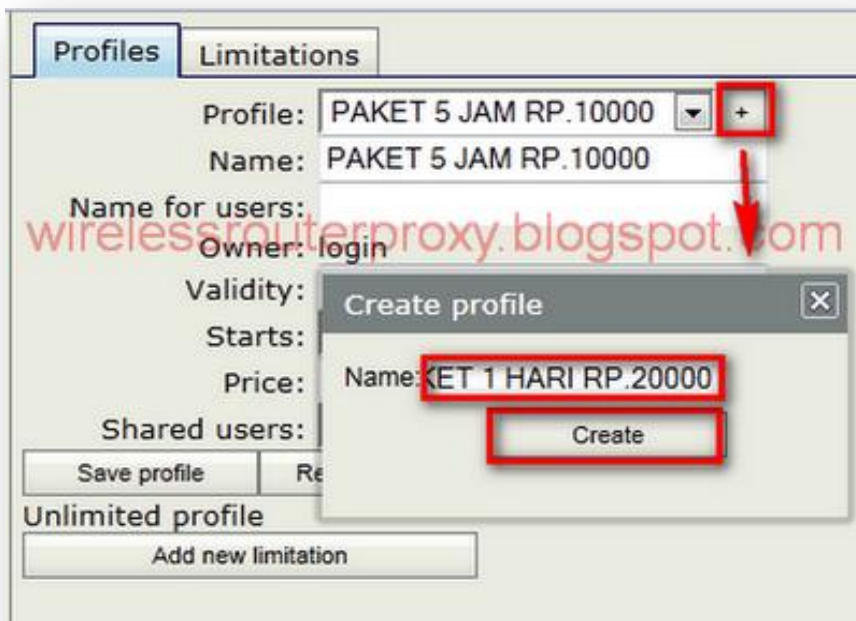 Profiles
Limitations
Profile: PAKET 5 JAM RP.10000 +
Name: PAKET 5 JAM RP.10000
Name for users:
wirelessrouterproxy.blogspot.com
Owner: login
Validity:
Create profile
Starts:
Price:
Name: KET 1 HARI RP.20000
Shared users:
Create
Save profile
Re
Unlimited profile
Add new limitation